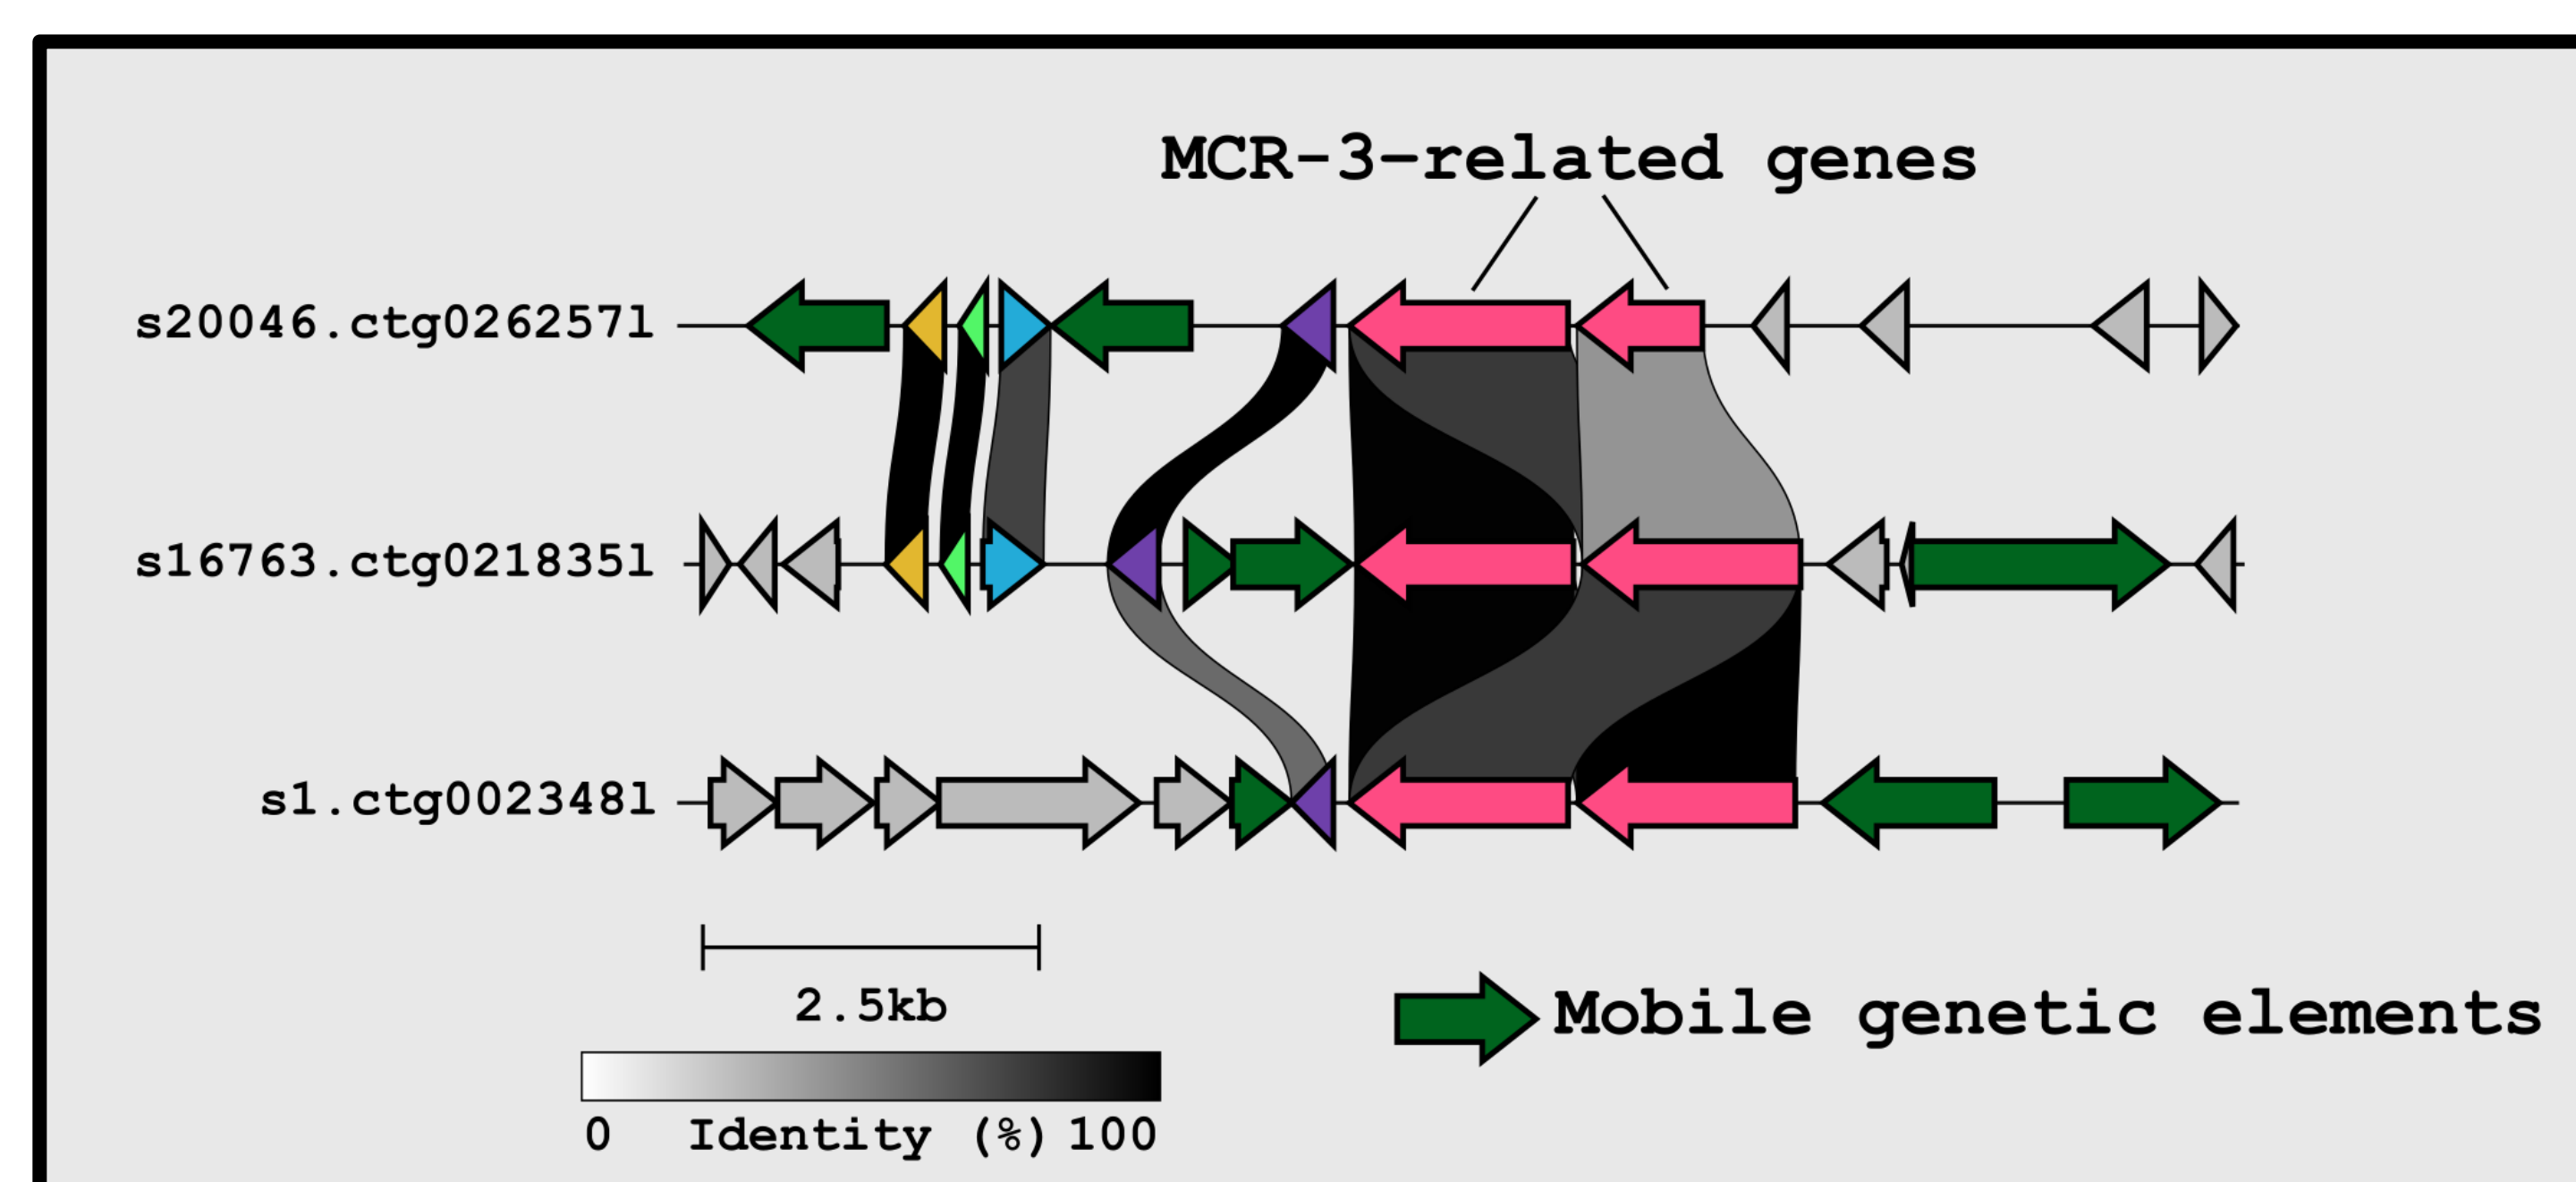 MCR-3-related genes
s20046.ctg026257l
s16763.ctg021835l
s1.ctg002348l
2.5kb
Mobile genetic elements
0 Identity (%) 100